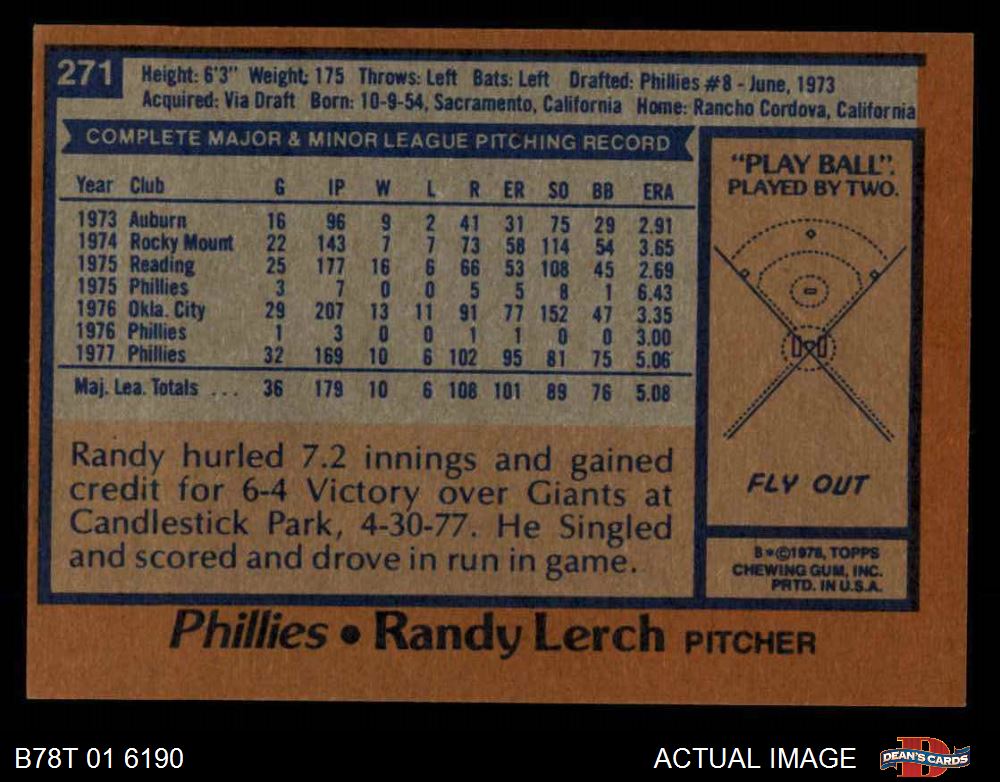 271
Height: 6'3" Weight: 175 Throws: Left Bats: Left Drafted: Phillies #8 - June, 1973
Acquired: Via Draft Born: 10-9-54, Sacramento, California Home: Rancho Cordova, California
COMPLETE MAJOR & MINOR LEAGUE PITCHING RECORD
Year Club G IP W L R ER SO BB ERA
1973 Auburn 16 96 9 2 41 31 75 29 2.91
1974 Rocky Mount 22 143 7 7 73 58 114 54 3.65
1975 Reading 25 177 16 6 66 53 108 45 2.69
1975 Phillies 3 7 0 0 5 5 8 1 6.43
1976 Okla. City 29 207 13 11 91 77 152 47 3.35
1976 Phillies 1 3 0 0 1 1 0 0 3.00
1977 Phillies 32 169 10 6 102 95 81 75 5.06
Maj. Lea. Totals ... 36 179 10 6 108 101 89 76 5.08
Randy hurled 7.2 innings and gained
credit for 6-4 Victory over Giants at
Candlestick Park, 4-30-77. He Singled
and scored and drove in run in game.
"PLAY BALL".
PLAYED BY TWO.
FLY OUT
B*©1978, TOPPS
CHEWING GUM, INC.
PRTD. IN U.S.A.
Phillies • Randy Lerch PITCHER
B78T 01 6190
ACTUAL IMAGE
DEAN'S CARDS